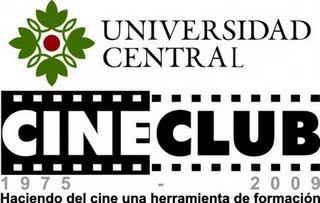 UNIVERSIDAD
CENTRAL
CINECLUB
1975 - 2009
Haciendo del cine una herramienta de formación